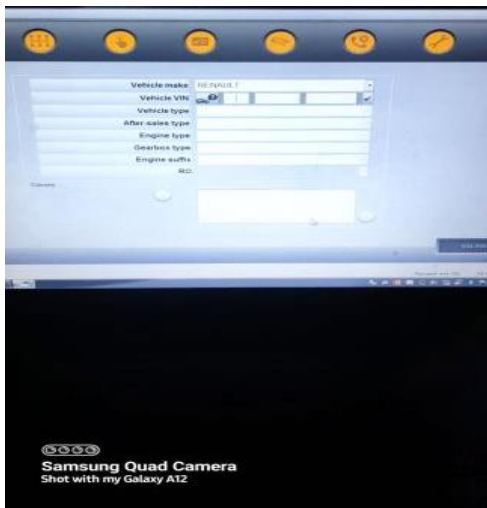 Vehicle make RENAULT
Vehicle VIN
Vehicle type
After-sales type
Engine type
Gearbox type
Engine suffix
RO
Samsung Quad Camera
Shot with my Galaxy A12